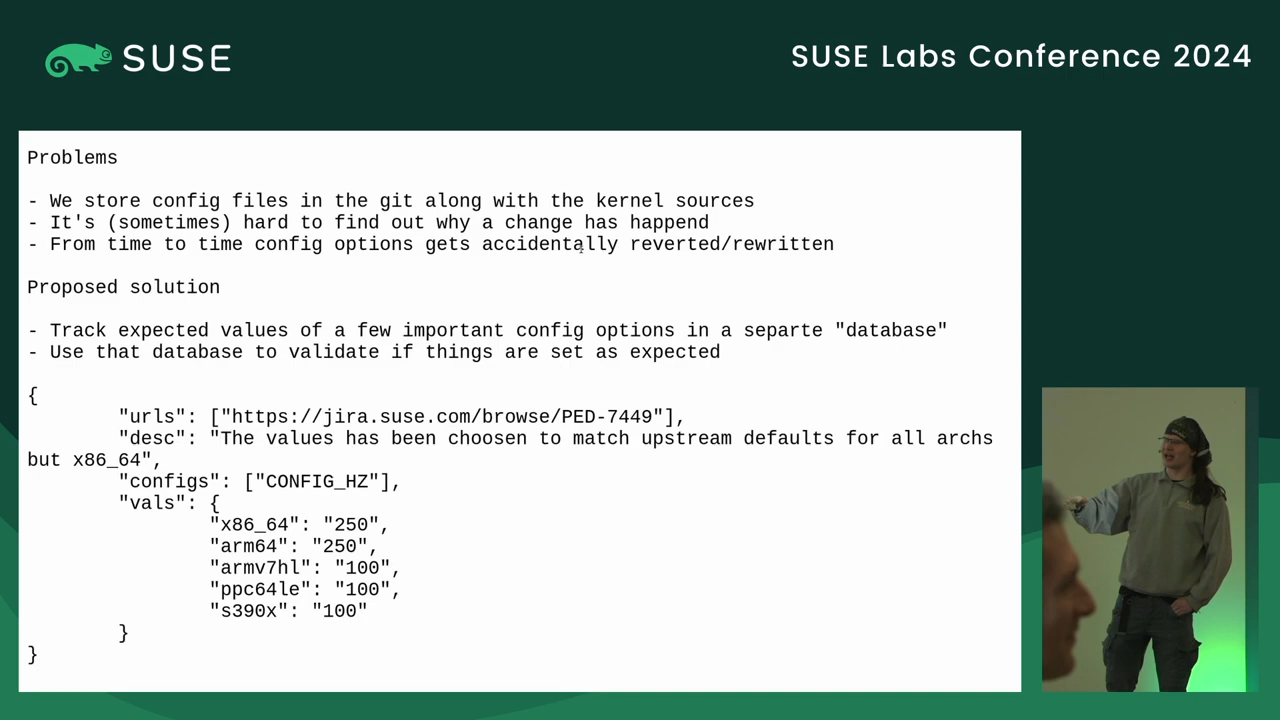 SUSE
SUSE Labs Conference 2024
Problems
- We store config files in the git along with the kernel sources
- It's (sometimes) hard to find out why a change has happend
- From time to time config options gets accidentally reverted/rewritten
Proposed solution
- Track expected values of a few important config options in a separte "database"
- Use that database to validate if things are set as expected
{
"urls": ["https://jira.suse.com/browse/PED-7449"],
"desc": "The values has been choosen to match upstream defaults for all archs
but x86_64",
"configs": ["CONFIG_HZ"],
"vals": {
"x86_64": "250",
"arm64": "250",
"armv7hl": "100",
"ppc64le": "100",
"s390x": "100"
}
}